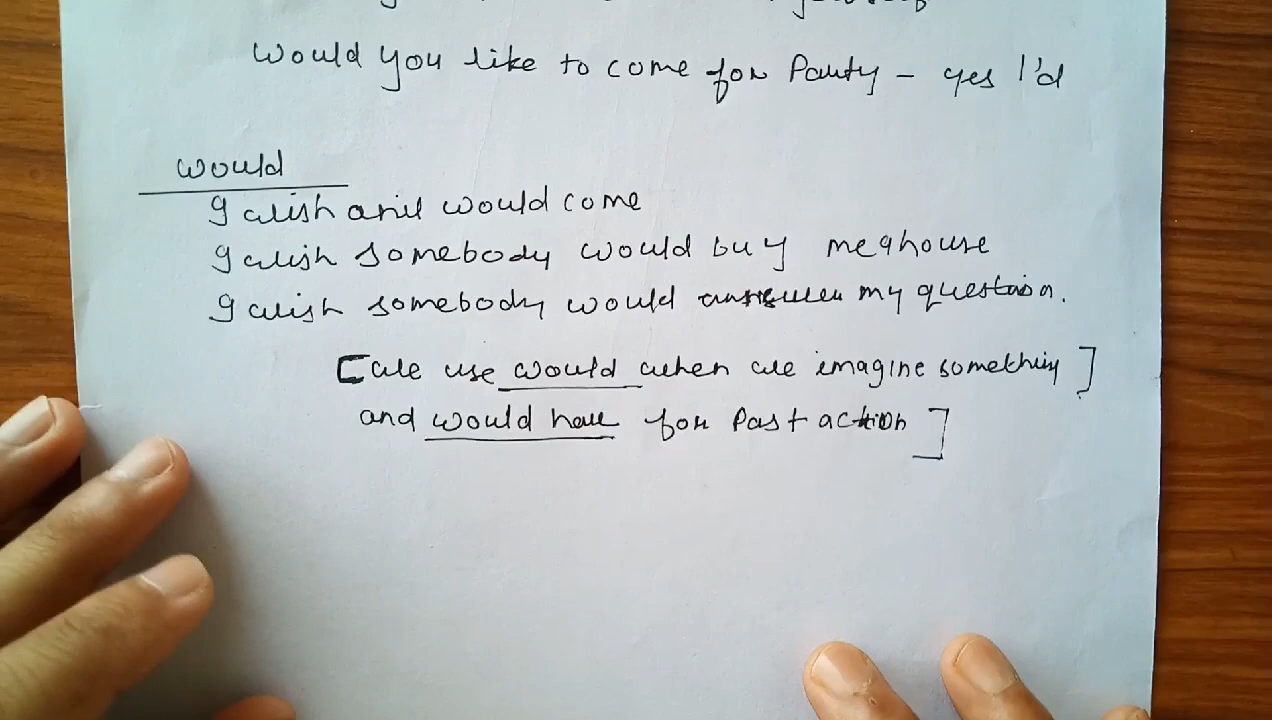 would you like to come for Party - yes I'd
would
I wish anil would come
I wish somebody would buy me a house
I wish somebody would answer my question.
[we use would when we imagine something]
and would have for Past action]